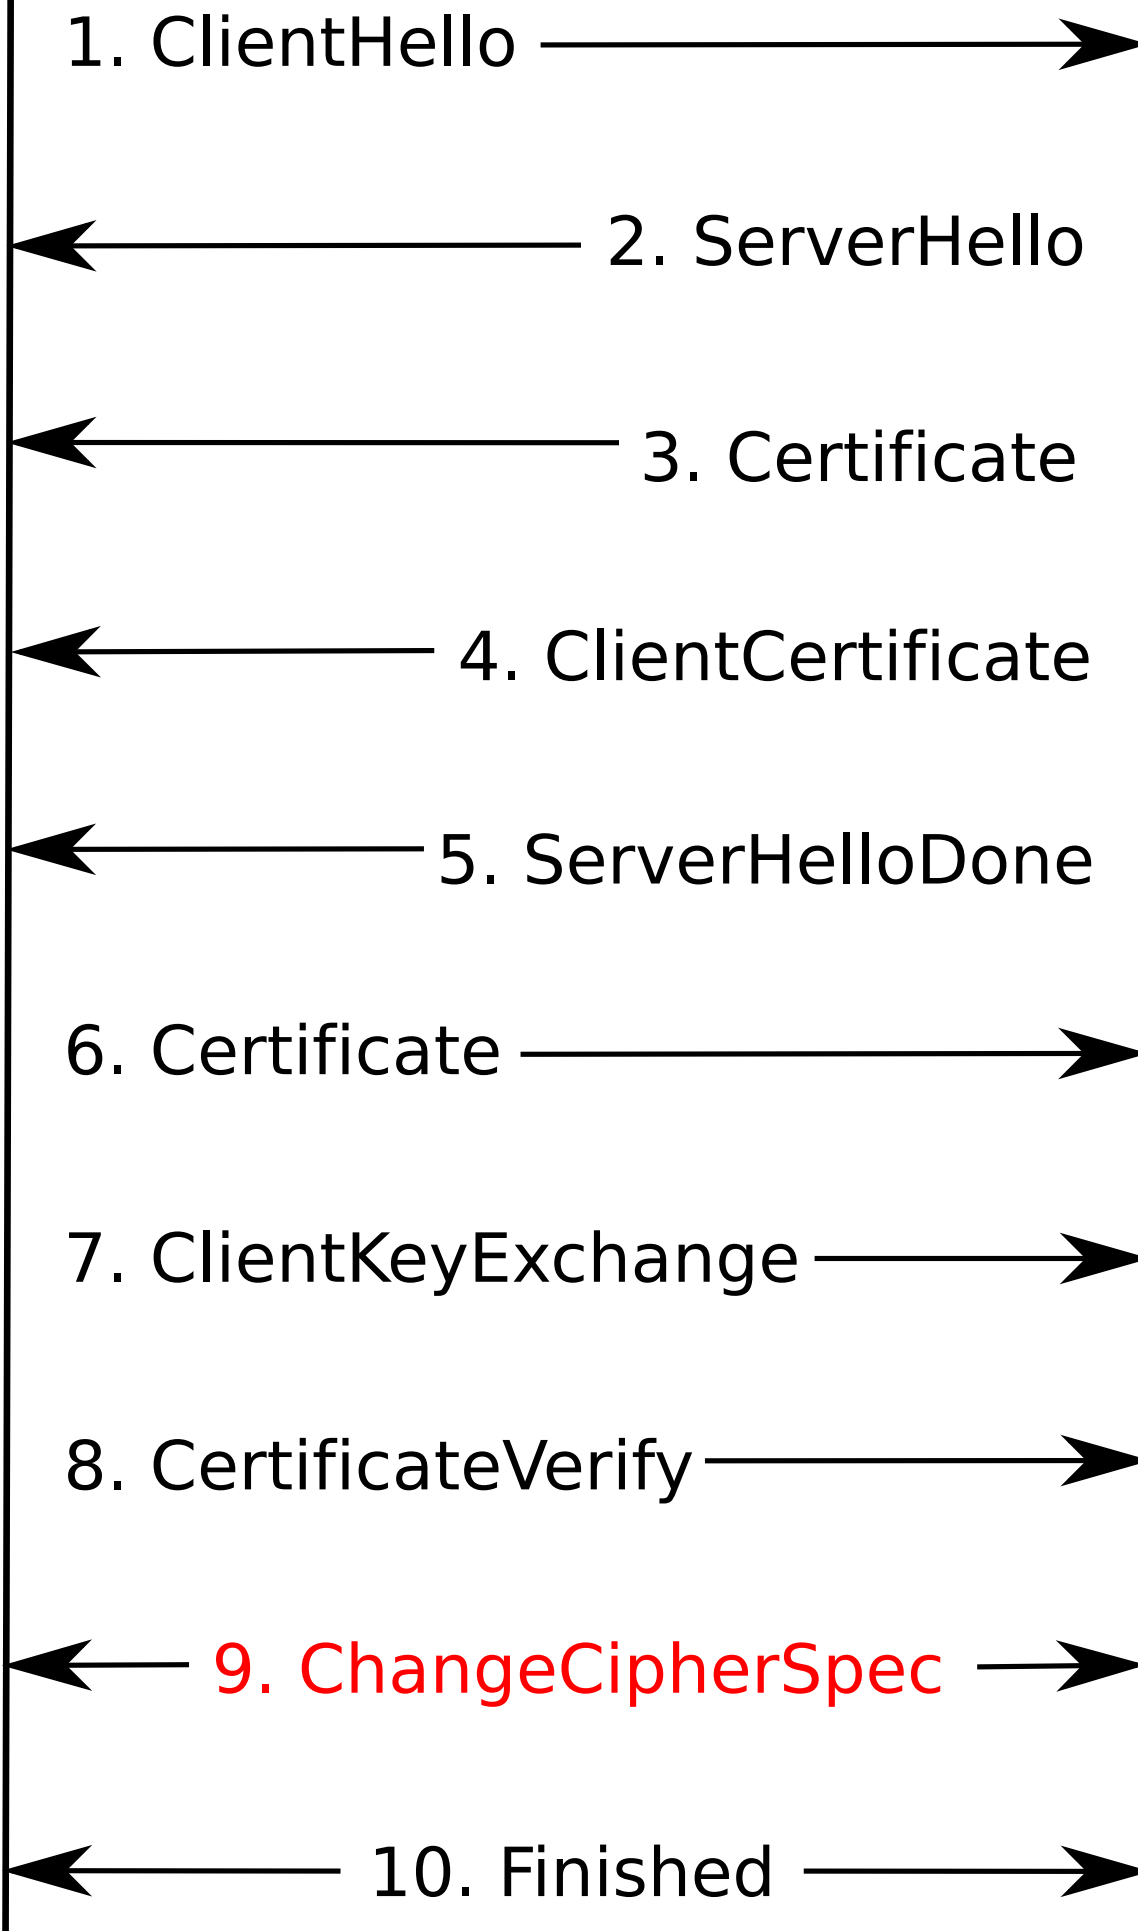 1. ClientHello
2. ServerHello
3. Certificate
4. ClientCertificate
5. ServerHelloDone
6. Certificate
7. ClientKeyExchange
8. CertificateVerify
9. ChangeCipherSpec
10. Finished